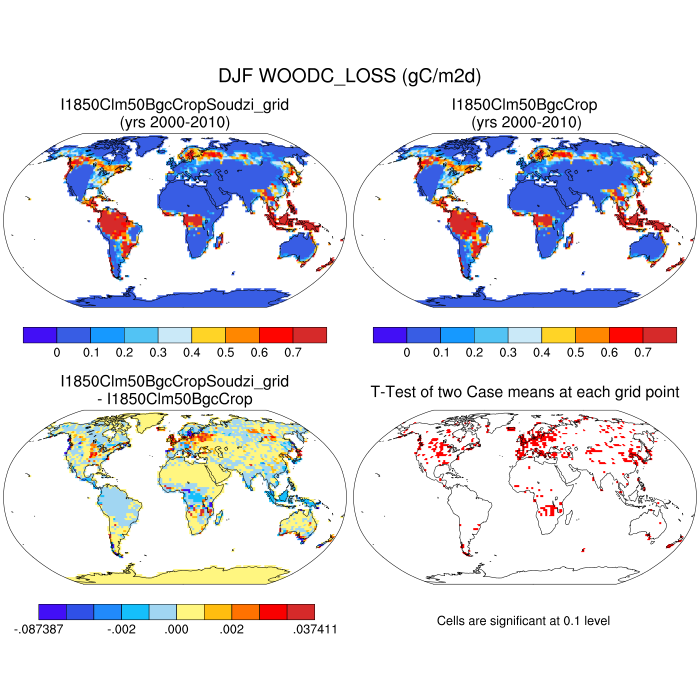 DJF WOODC_LOSS (gC/m2d)
I1850Clm50BgcCropSoudzi_grid
(yrs 2000-2010)
I1850Clm50BgcCrop
(yrs 2000-2010)
0 0.1 0.2 0.3 0.4 0.5 0.6 0.7
0 0.1 0.2 0.3 0.4 0.5 0.6 0.7
I1850Clm50BgcCropSoudzi_grid
- I1850Clm50BgcCrop
T-Test of two Case means at each grid point
-.087387 -.002 .000 .002 .037411
Cells are significant at 0.1 level